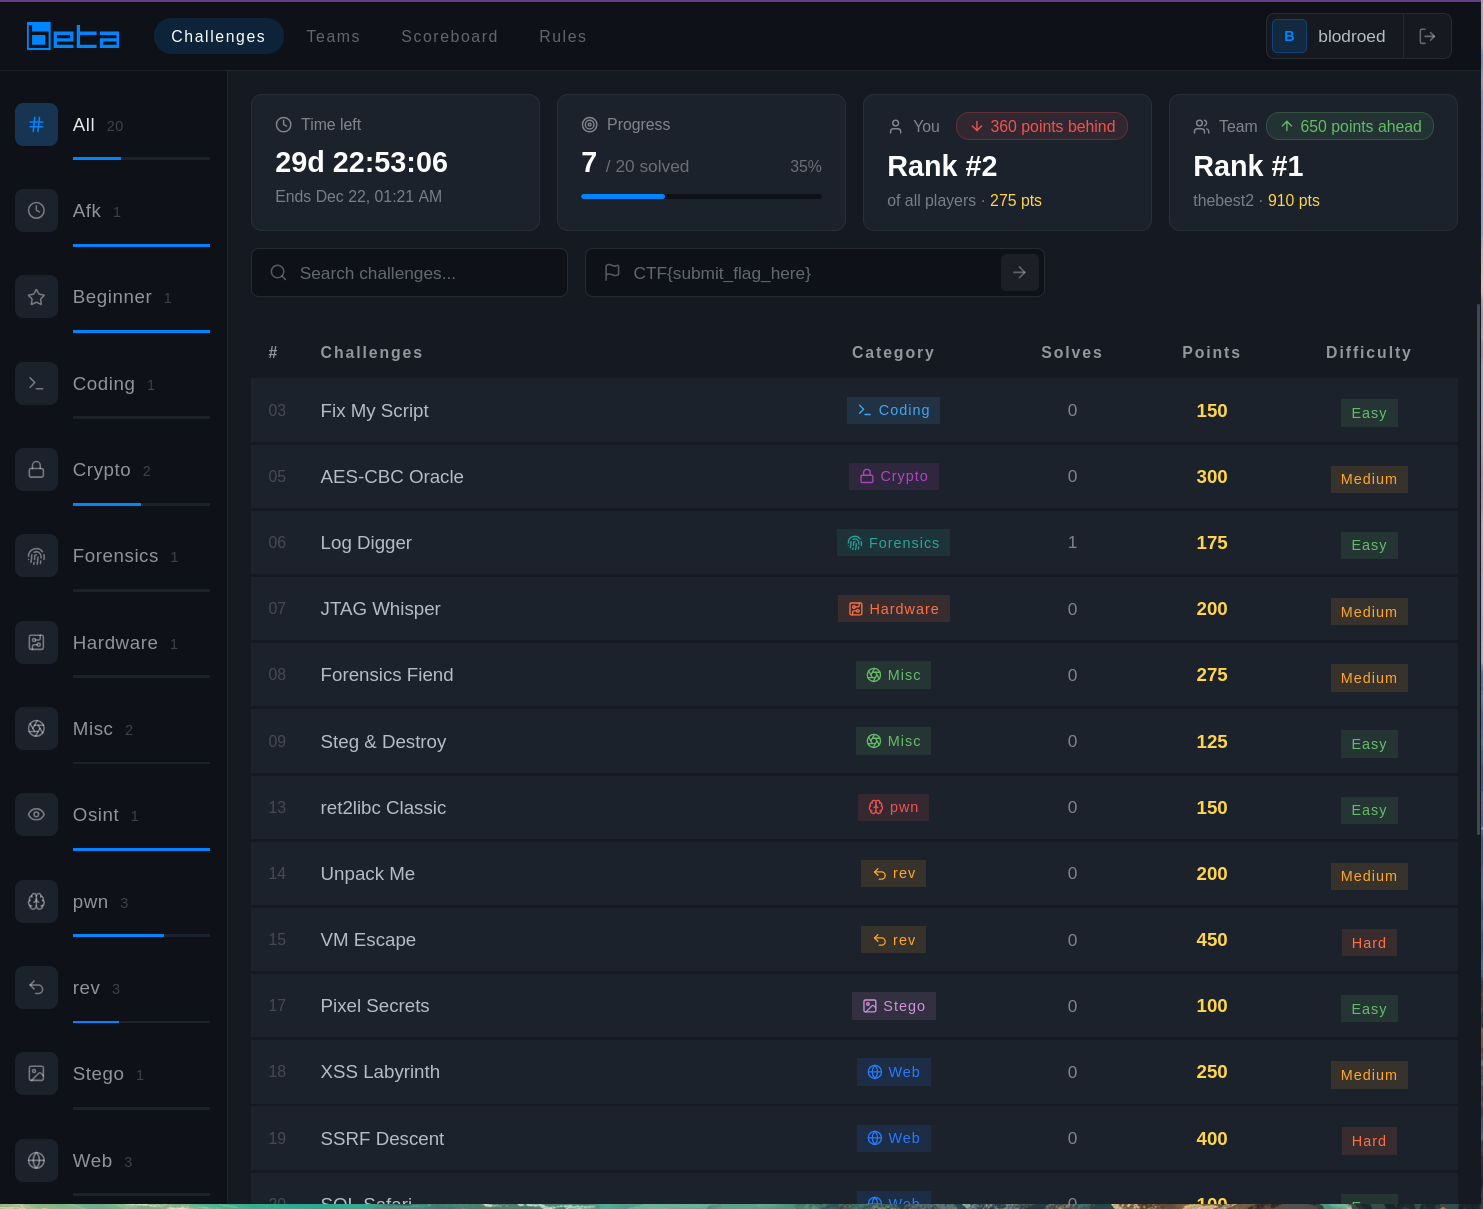 Beta
Challenges Teams Scoreboard Rules
B blodroed
All 20
Afk 1
Beginner 1
Coding 1
Crypto 2
Forensics 1
Hardware 1
Misc 2
Osint 1
pwn 3
rev 3
Stego 1
Web 3
Time left
29d 22:53:06
Ends Dec 22, 01:21 AM
Progress
7 / 20 solved 35%
You 360 points behind
Rank #2
of all players · 275 pts
Team 650 points ahead
Rank #1
thebest2 · 910 pts
Search challenges...
CTF{submit_flag_here}
# Challenges Category Solves Points Difficulty
03 Fix My Script Coding 0 150 Easy
05 AES-CBC Oracle Crypto 0 300 Medium
06 Log Digger Forensics 1 175 Easy
07 JTAG Whisper Hardware 0 200 Medium
08 Forensics Fiend Misc 0 275 Medium
09 Steg & Destroy Misc 0 125 Easy
13 ret2libc Classic pwn 0 150 Easy
14 Unpack Me rev 0 200 Medium
15 VM Escape rev 0 450 Hard
17 Pixel Secrets Stego 0 100 Easy
18 XSS Labyrinth Web 0 250 Medium
19 SSRF Descent Web 0 400 Hard
20 SQL Safari Web 0 100 Easy